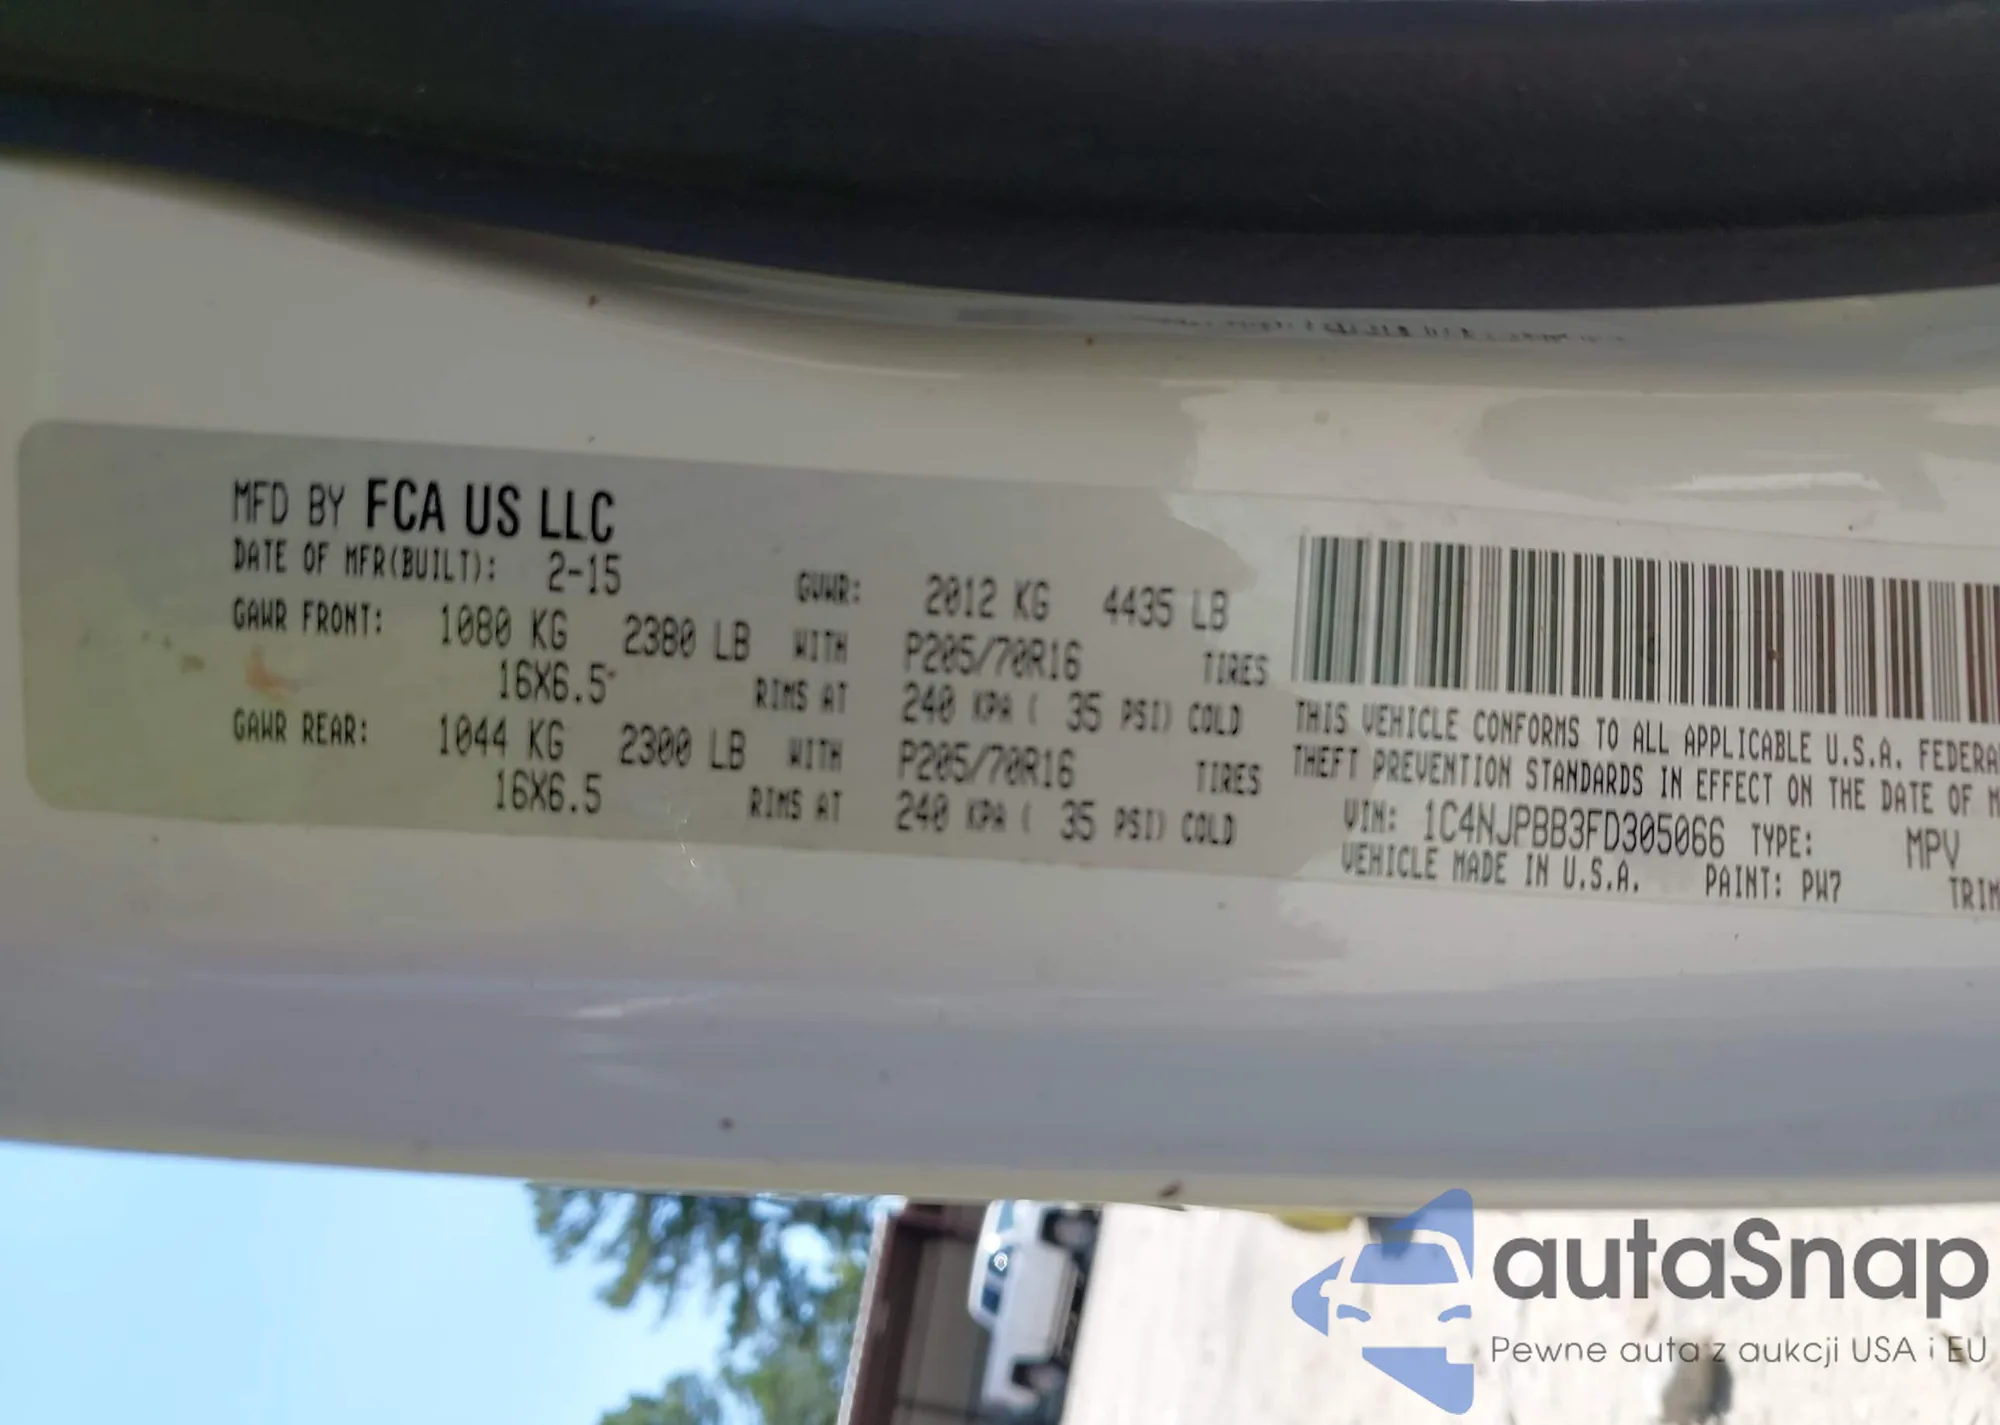 MFD BY FCA US LLC
DATE OF MFR(BUILT): 2-15 GVWR: 2012 KG 4435 LB
GAWR FRONT: 1080 KG 2380 LB WITH P205/70R16 TIRES
16X6.5" RIMS AT 240 KPA ( 35 PSI) COLD
GAWR REAR: 1044 KG 2300 LB WITH P205/70R16 TIRES
16X6.5 RIMS AT 240 KPA ( 35 PSI) COLD
THIS VEHICLE CONFORMS TO ALL APPLICABLE U.S.A. FEDERA
THEFT PREVENTION STANDARDS IN EFFECT ON THE DATE OF M
VIN: 1C4NJPBB3FD305066 TYPE: MPV
VEHICLE MADE IN U.S.A. PAINT: PW7 TRIM
autaSnap
Pewne auta z aukcji USA i EU